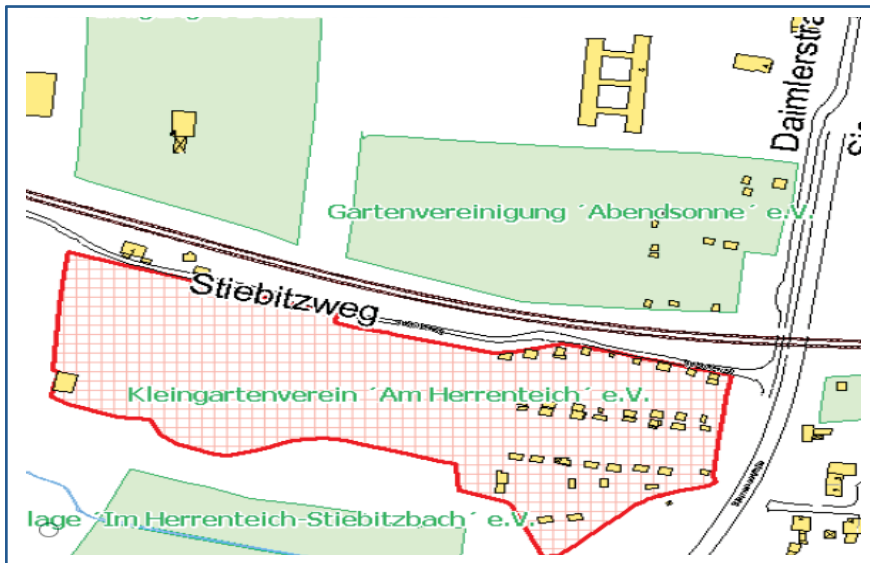 Daimlerstra
Gartenvereinigung ´Abendsonne´ e.V.
Stiebitzweg
Kleingartenverein ´Am Herrenteich´ e.V.
lage ´Im Herrenteich-Stiebitzbach´ e.V.